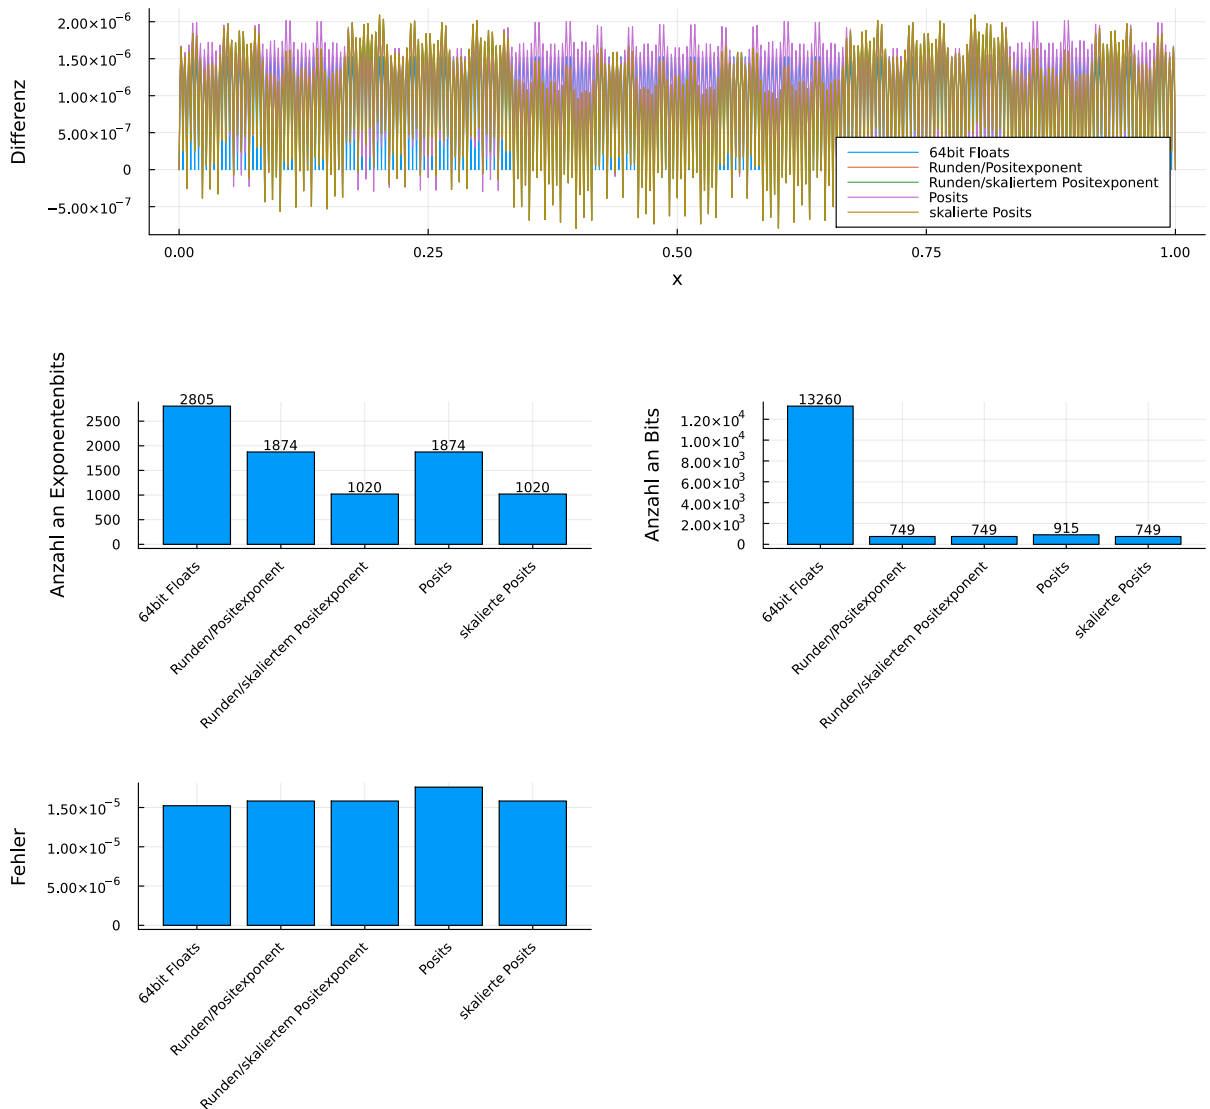 2.00×10⁻⁶
1.50×10⁻⁶
1.00×10⁻⁶
5.00×10⁻⁷
0
−5.00×10⁻⁷
Differenz
0.00 0.25 0.50 0.75 1.00
x
64bit Floats
Runden/Positexponent
Runden/skaliertem Positexponent
Posits
skalierte Posits
Anzahl an Exponentenbits
2500
2000
1500
1000
500
0
2805 1874 1020 1874 1020
64bit Floats
Runden/Positexponent
Runden/skaliertem Positexponent
Posits
skalierte Posits
Anzahl an Bits
1.20×10⁴
1.00×10⁴
8.00×10³
6.00×10³
4.00×10³
2.00×10³
0
13260 749 749 915 749
64bit Floats
Runden/Positexponent
Runden/skaliertem Positexponent
Posits
skalierte Posits
Fehler
1.50×10⁻⁵
1.00×10⁻⁵
5.00×10⁻⁶
0
64bit Floats
Runden/Positexponent
Runden/skaliertem Positexponent
Posits
skalierte Posits